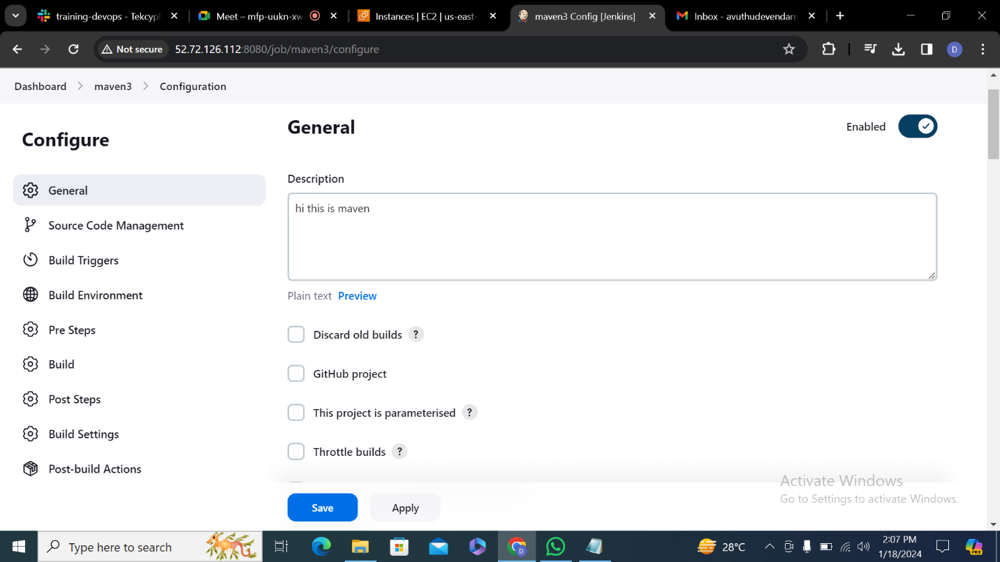 training-devops - Tekcypl
Meet – mfp-uukn-xw
Instances | EC2 | us-east-
maven3 Config [Jenkins]
Inbox - avuthudevendarr
Not secure
52.72.126.112:8080/job/maven3/configure
D
Dashboard > maven3 > Configuration
Configure
General
Source Code Management
Build Triggers
Build Environment
Pre Steps
Build
Post Steps
Build Settings
Post-build Actions
General
Enabled
Description
hi this is maven
Plain text Preview
Discard old builds ?
GitHub project
This project is parameterised ?
Throttle builds ?
Save
Apply
Activate Windows
Go to Settings to activate Windows.
Type here to search
D
28°C
2:07 PM
1/18/2024
PRE